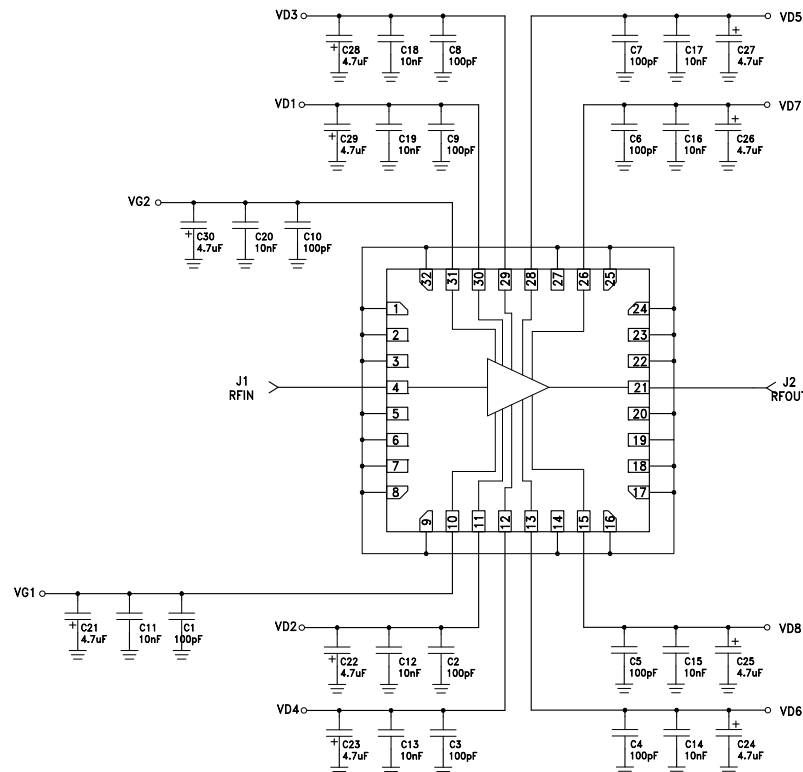 VD3
C28
4.7uF
C18
10nF
C8
100pF
VD5
C7
100pF
C17
10nF
+
C27
4.7uF
+
VD1
C29
4.7uF
C19
10nF
C9
100pF
VD7
C6
100pF
C16
10nF
+
C26
4.7uF
+
VG2
C30
4.7uF
C20
10nF
C10
100pF
+
32
31
30
29
28
27
26
25
1
2
3
4
5
6
7
8
24
23
22
21
20
19
18
17
J1
RFIN
J2
RFOUT
9
10
11
12
13
14
15
16
VG1
C21
4.7uF
C11
10nF
C1
100pF
+
VD2
C22
4.7uF
C12
10nF
C2
100pF
+
VD8
C5
100pF
C15
10nF
+
C25
4.7uF
VD4
C23
4.7uF
C13
10nF
C3
100pF
+
VD6
C4
100pF
C14
10nF
+
C24
4.7uF